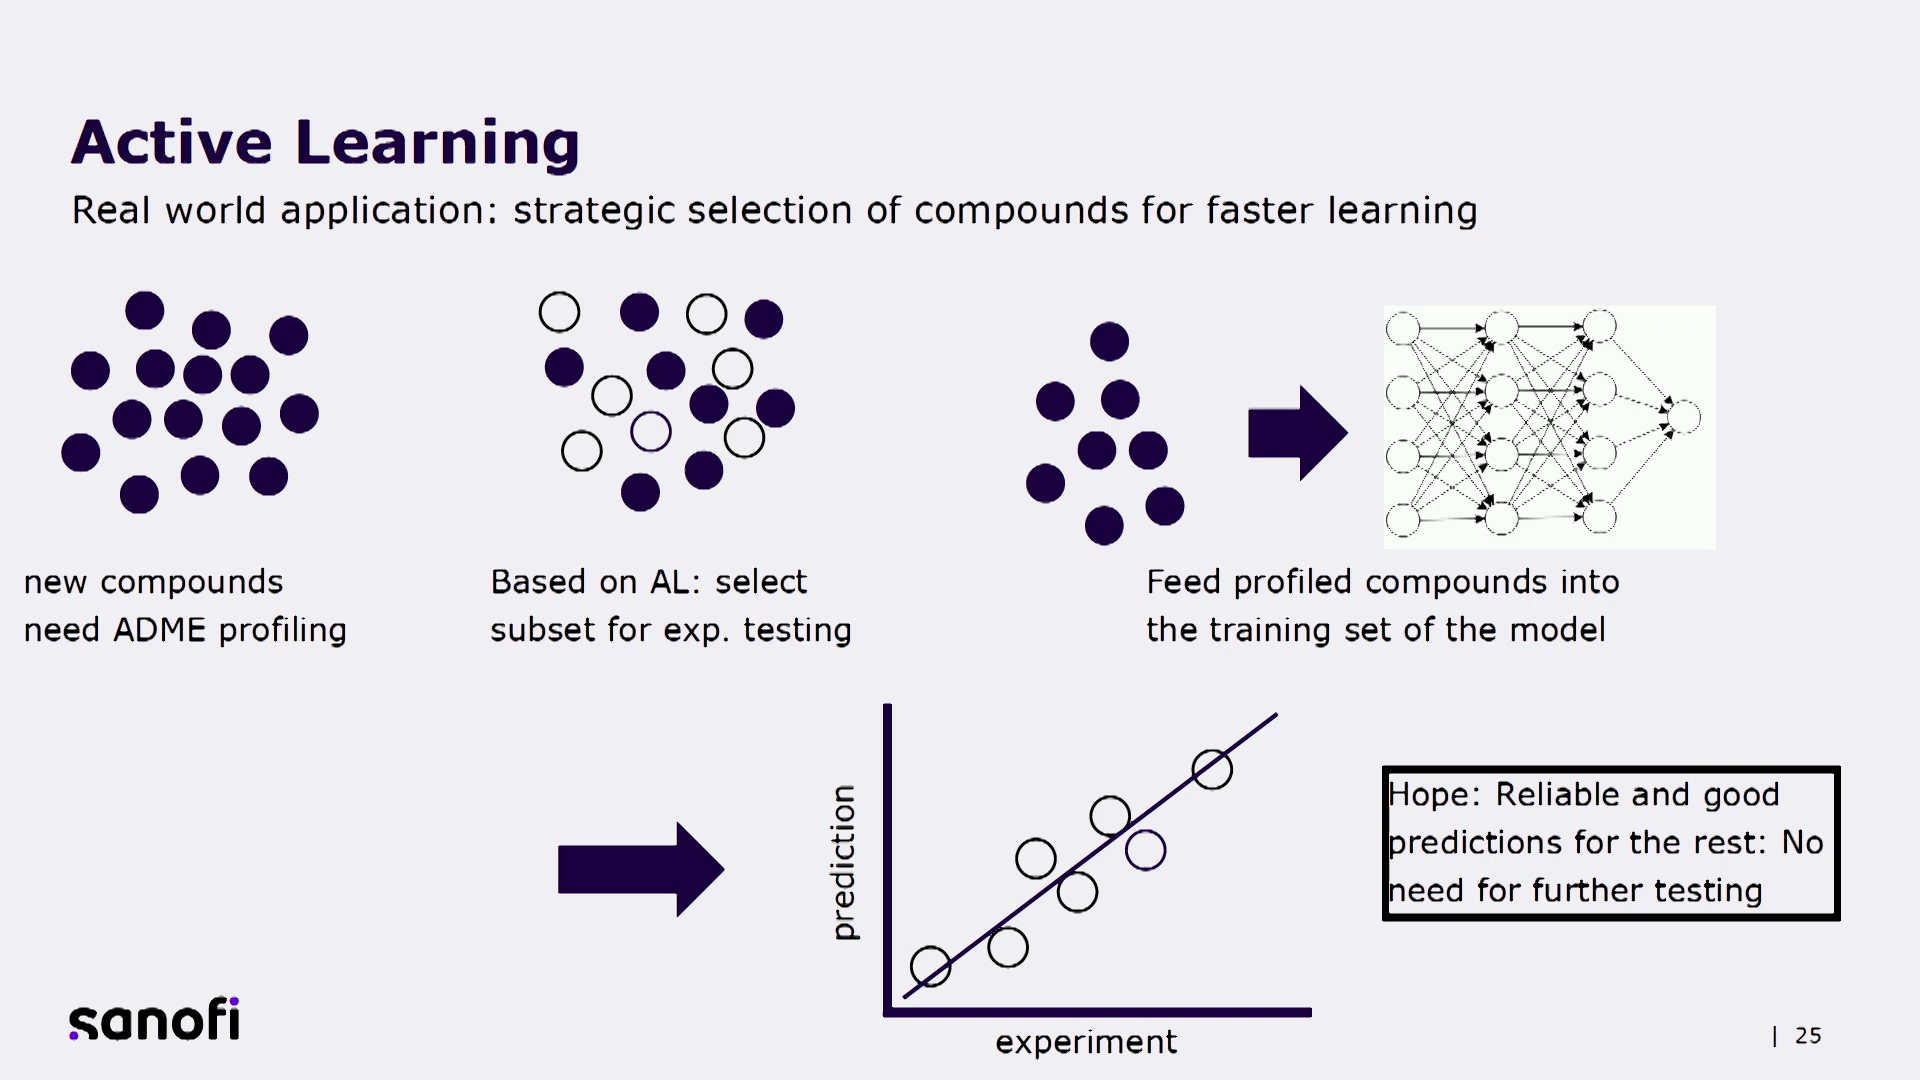 Active Learning
Real world application: strategic selection of compounds for faster learning
new compounds
need ADME profiling
Based on AL: select
subset for exp. testing
Feed profiled compounds into
the training set of the model
prediction
experiment
Hope: Reliable and good
predictions for the rest: No
need for further testing
sanofi
| 25